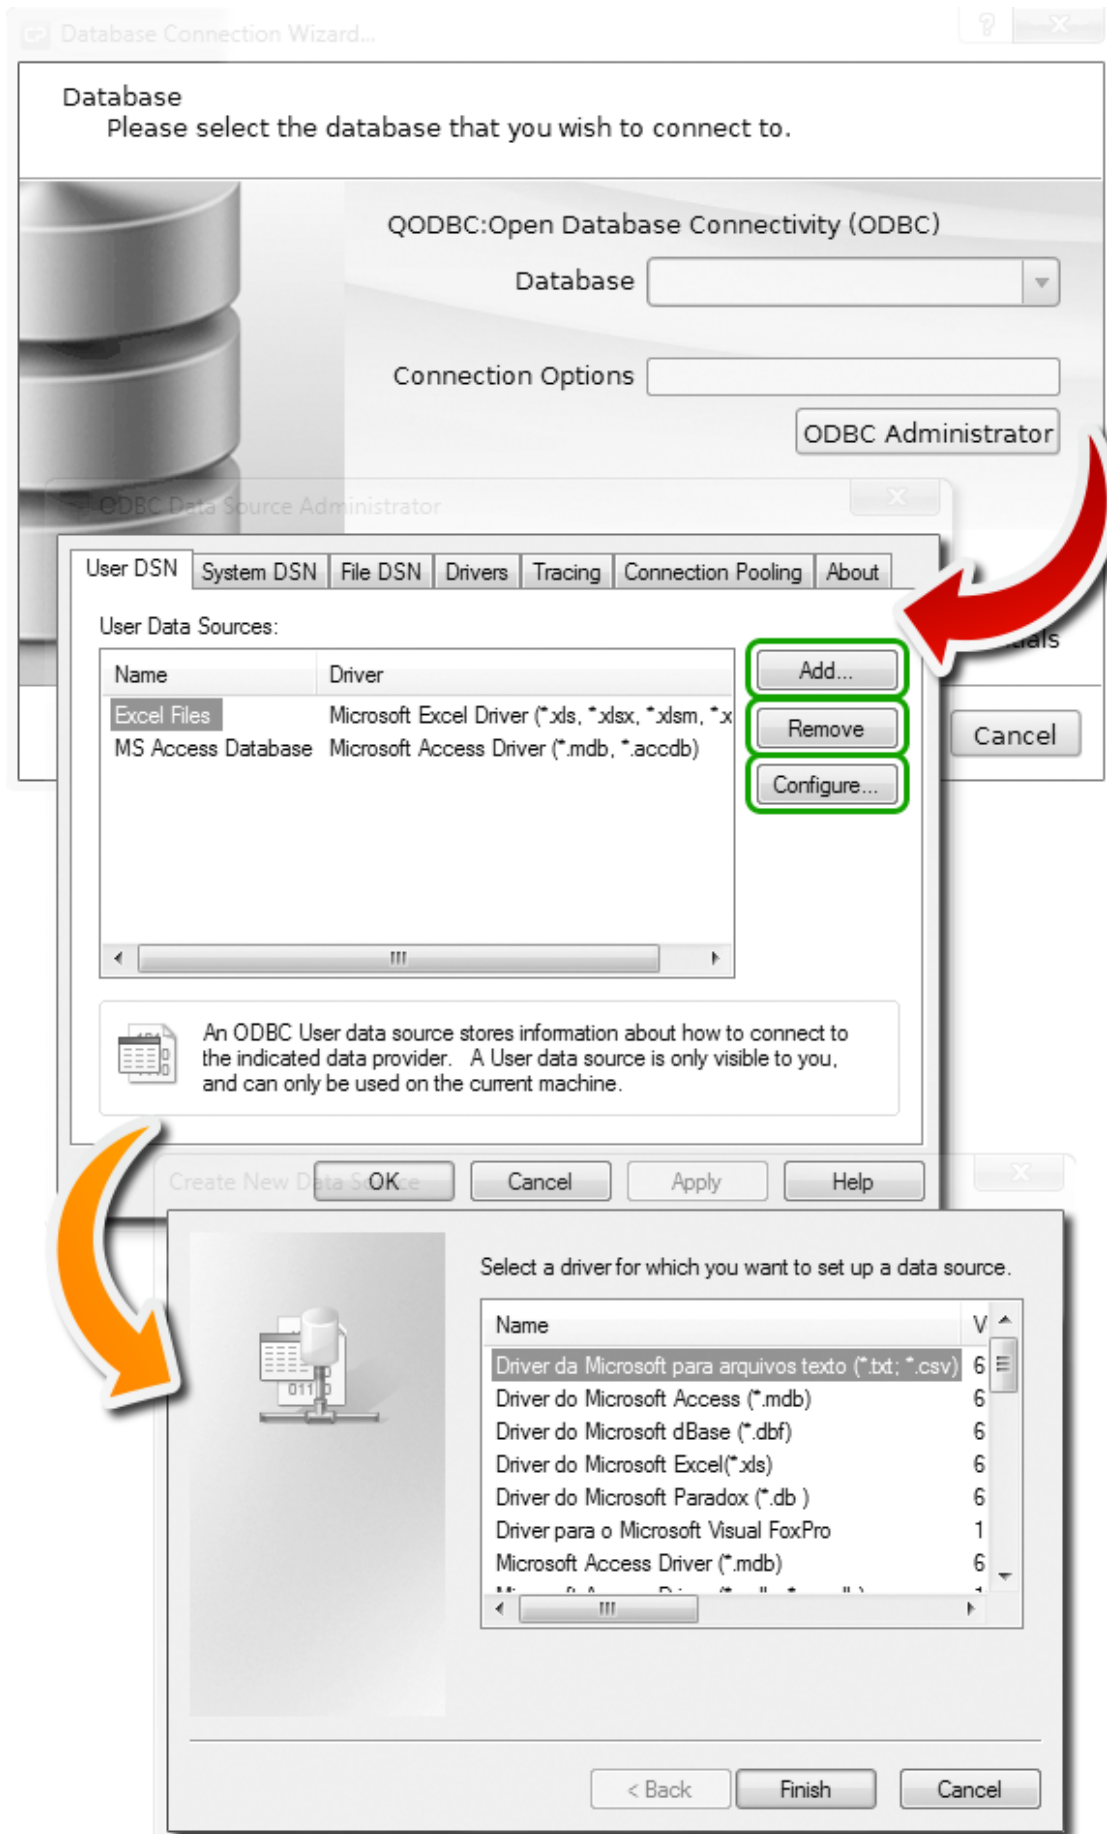 Database Connection Wizard...
Database
Please select the database that you wish to connect to.
QODBC:Open Database Connectivity (ODBC)
Database
Connection Options
ODBC Administrator
ODBC Data Source Administrator
User DSN System DSN File DSN Drivers Tracing Connection Pooling About
User Data Sources:
Name Driver
Excel Files Microsoft Excel Driver (*.xls, *.xlsx, *.xlsm, *.x
MS Access Database Microsoft Access Driver (*.mdb, *.accdb)
Add...
Remove
Configure...
Cancel
An ODBC User data source stores information about how to connect to
the indicated data provider. A User data source is only visible to you,
and can only be used on the current machine.
OK Cancel Apply Help
Create New Data Source
Select a driver for which you want to set up a data source.
Name V
Driver da Microsoft para arquivos texto (*.txt; *.csv) 6
Driver do Microsoft Access (*.mdb) 6
Driver do Microsoft dBase (*.dbf) 6
Driver do Microsoft Excel(*.xls) 6
Driver do Microsoft Paradox (*.db ) 6
Driver para o Microsoft Visual FoxPro 1
Microsoft Access Driver (*.mdb) 6
< Back Finish Cancel